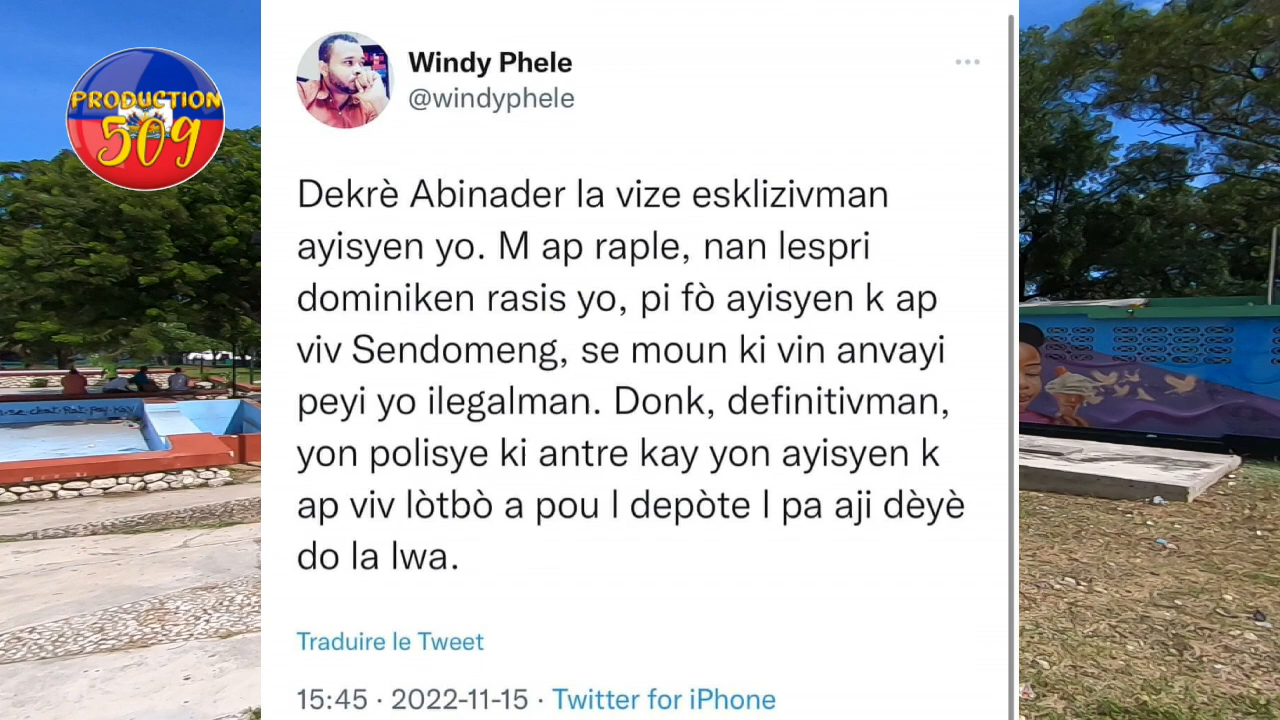 PRODUCTION
509
Windy Phele
@windyphele
Dekrè Abinader la vize esklizivman
ayisyen yo. M ap raple, nan lespri
dominiken rasis yo, pi fò ayisyen k ap
viv Sendomeng, se moun ki vin anvayi
peyi yo ilegalman. Donk, definitivman,
yon polisye ki antre kay yon ayisyen k
ap viv lòtbò a pou l depòte l pa aji dèyè
do la lwa.
Traduire le Tweet
15:45 · 2022-11-15 · Twitter for iPhone